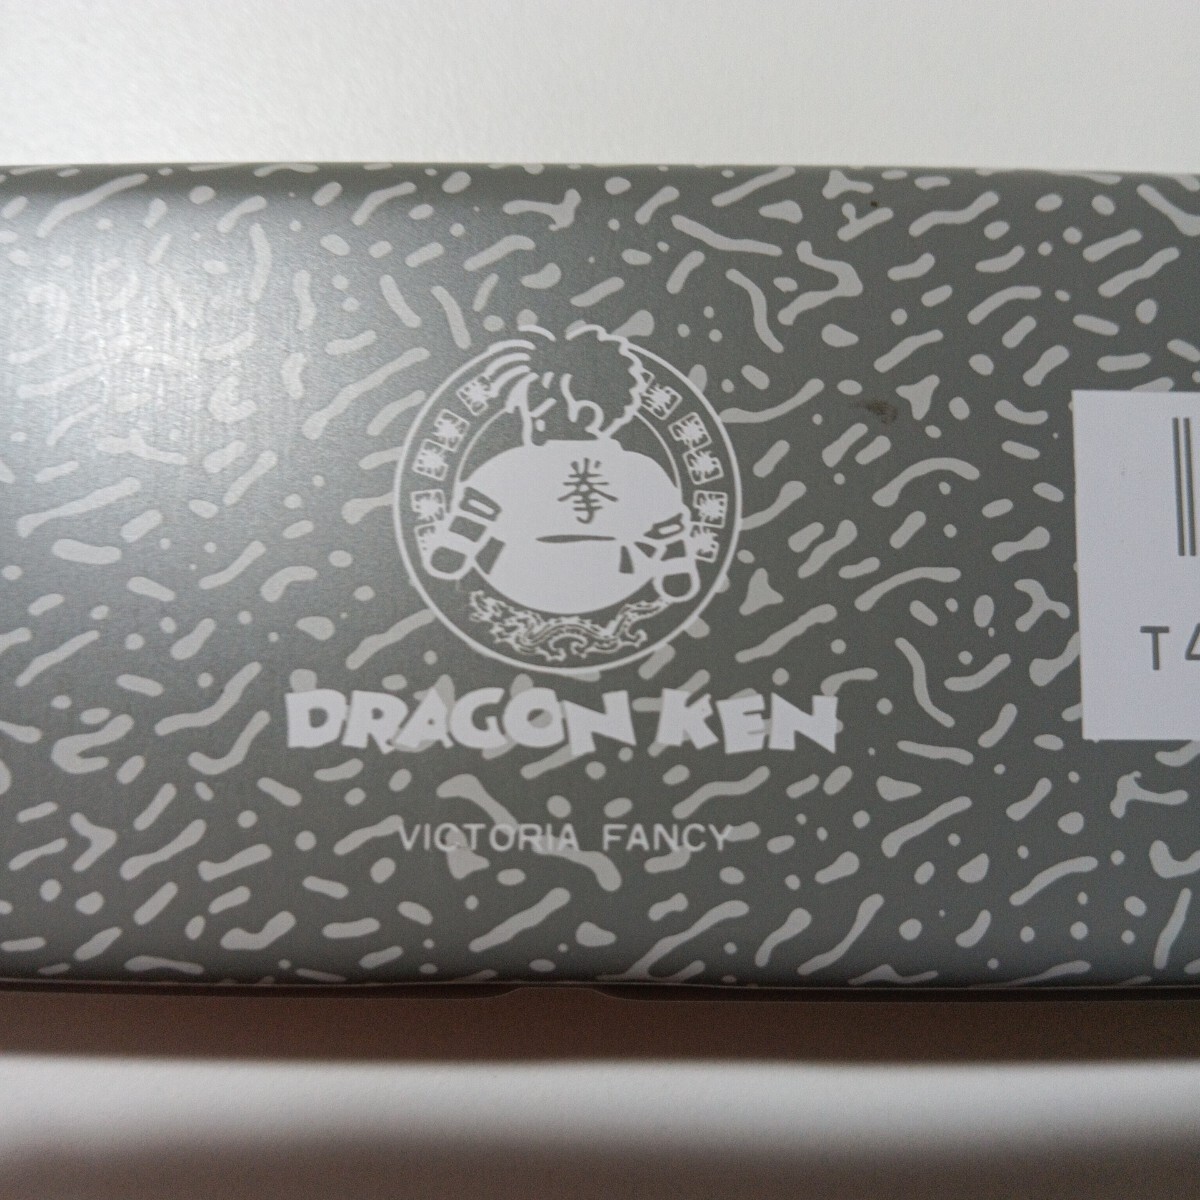 拳
DRAGON KEN
VICTORIA FANCY
T4